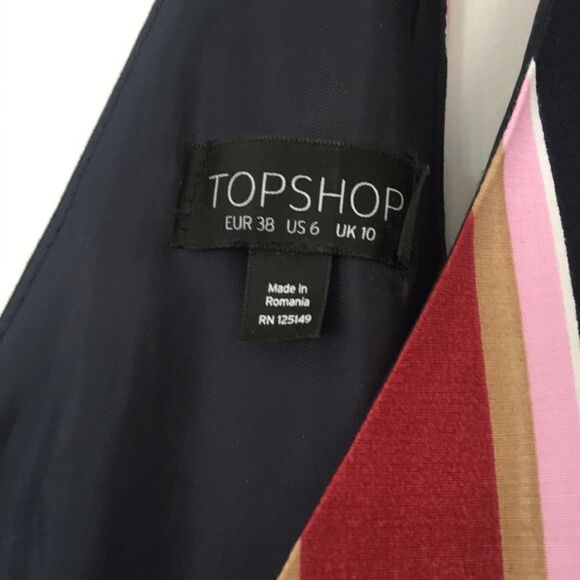 TOPSHOP
EUR 38 US 6 UK 10
Made in
Romania
RN 125149